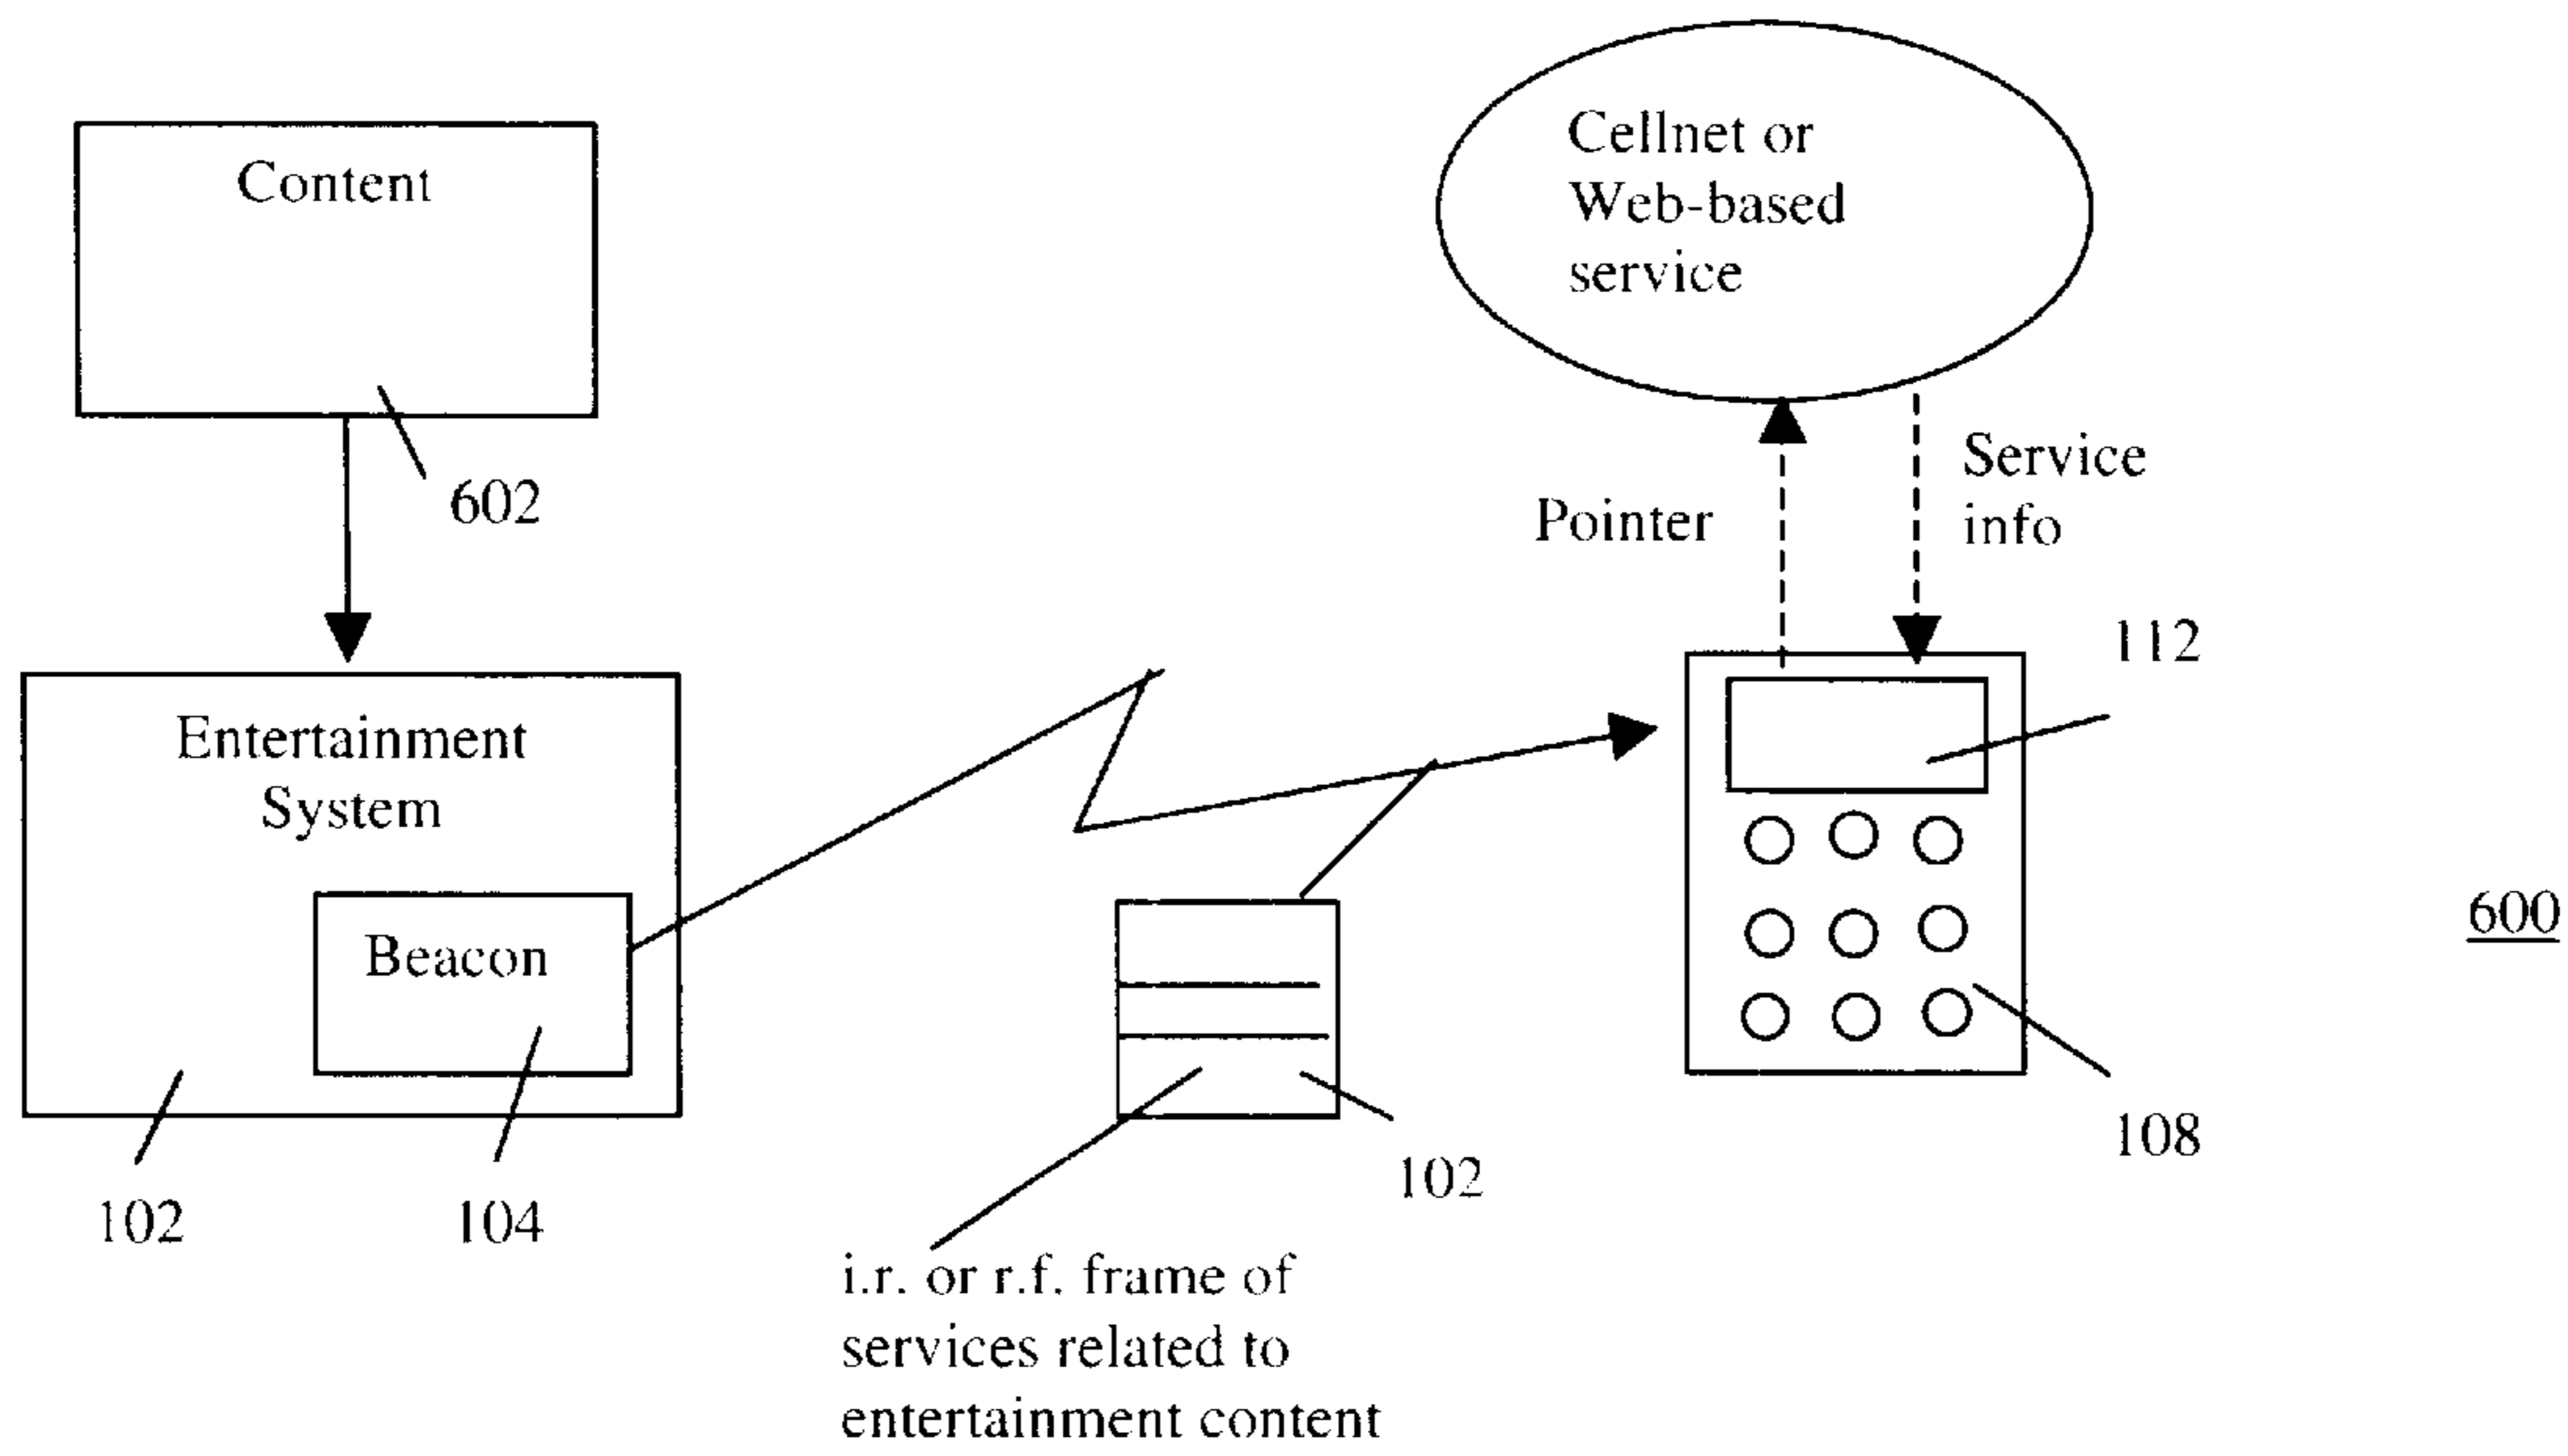 Content
602
Entertainment
System
Beacon
102
104
Cellnet or
Web-based
service
Pointer
Service
info
112
108
102
i.r. or r.f. frame of
services related to
entertainment content
600